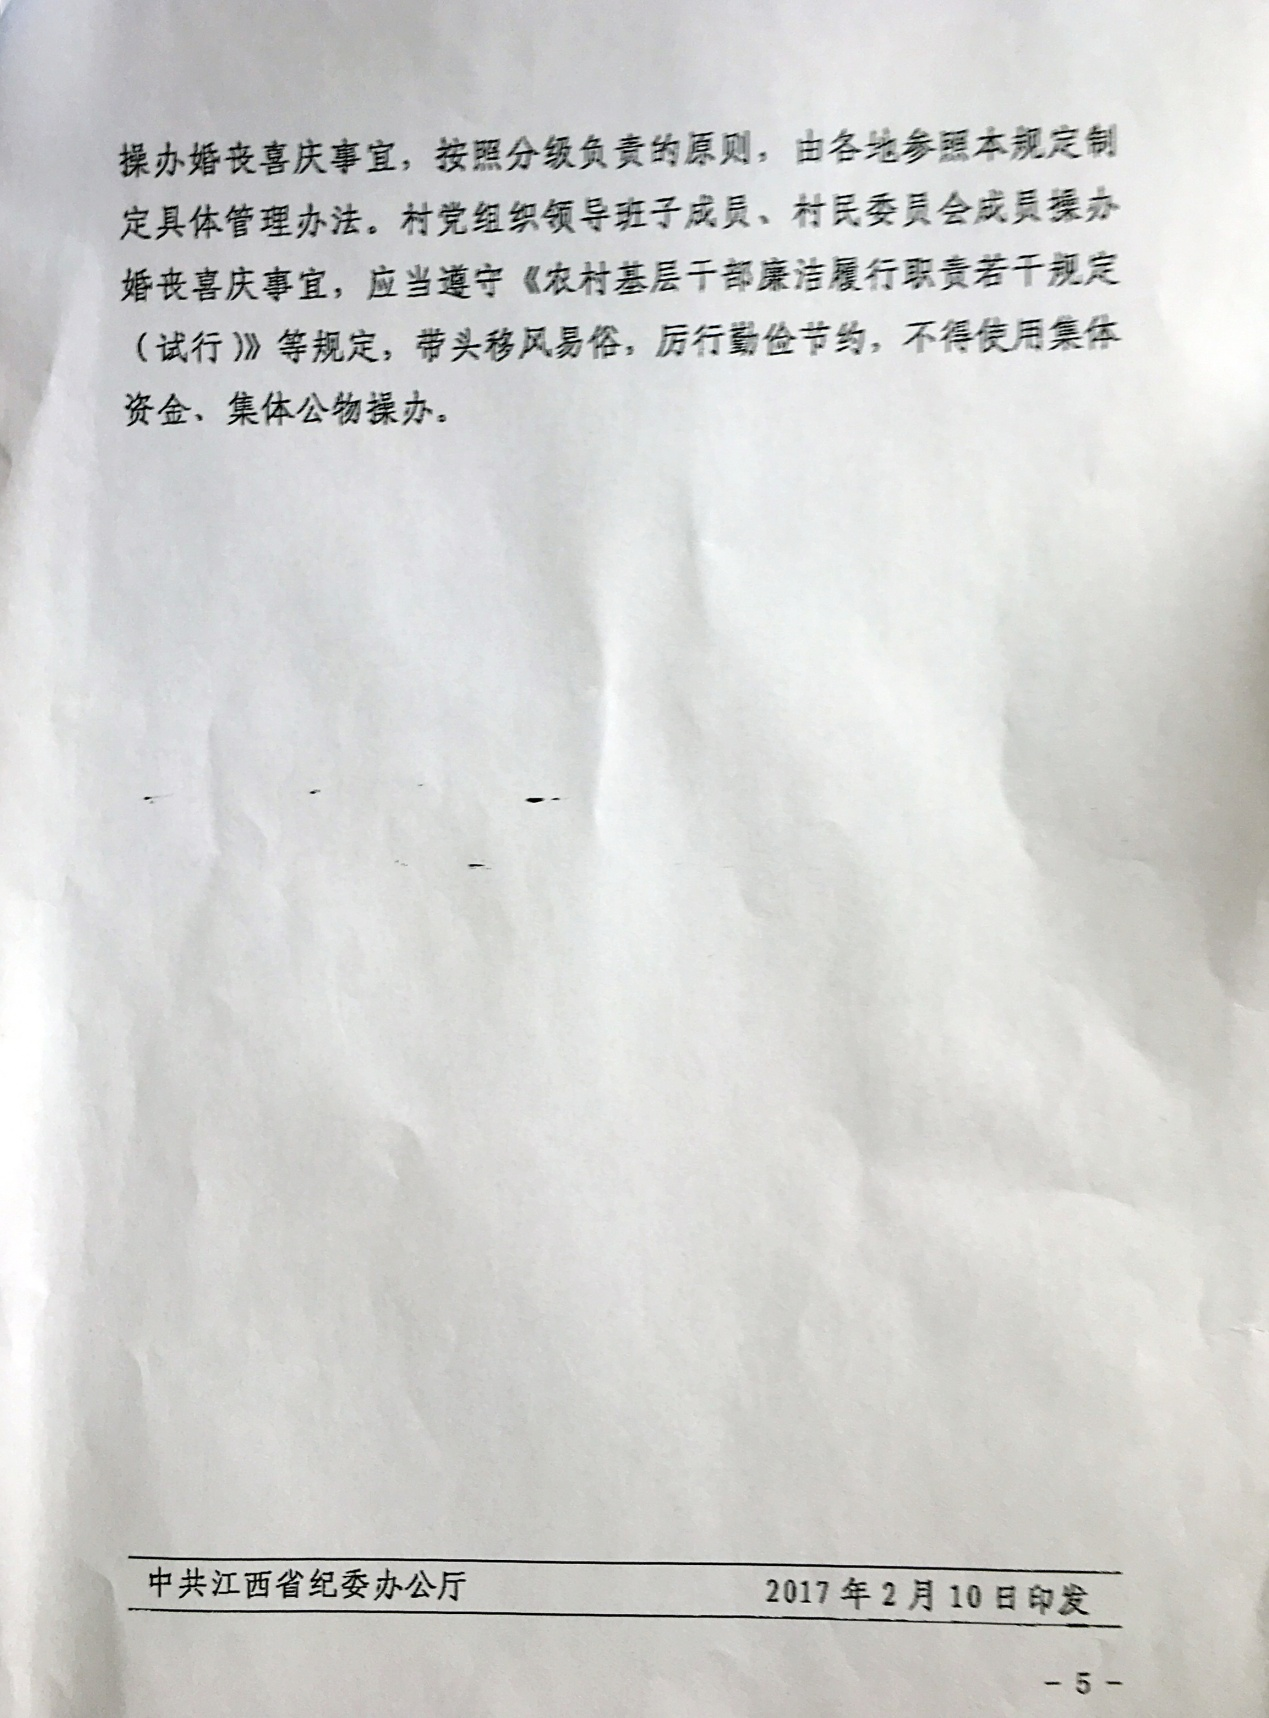 操办婚丧喜庆事宜，按照分级负责的原则，由各地参照本规定制
定具体管理办法。村党组织领导班子成员、村民委员会成员操办
婚丧喜庆事宜，应当遵守《农村基层干部廉洁履行职责若干规定
（试行）》等规定，带头移风易俗，厉行勤俭节约，不得使用集体
资金、集体公物操办。
中共江西省纪委办公厅 2017年2月10日印发
- 5 -